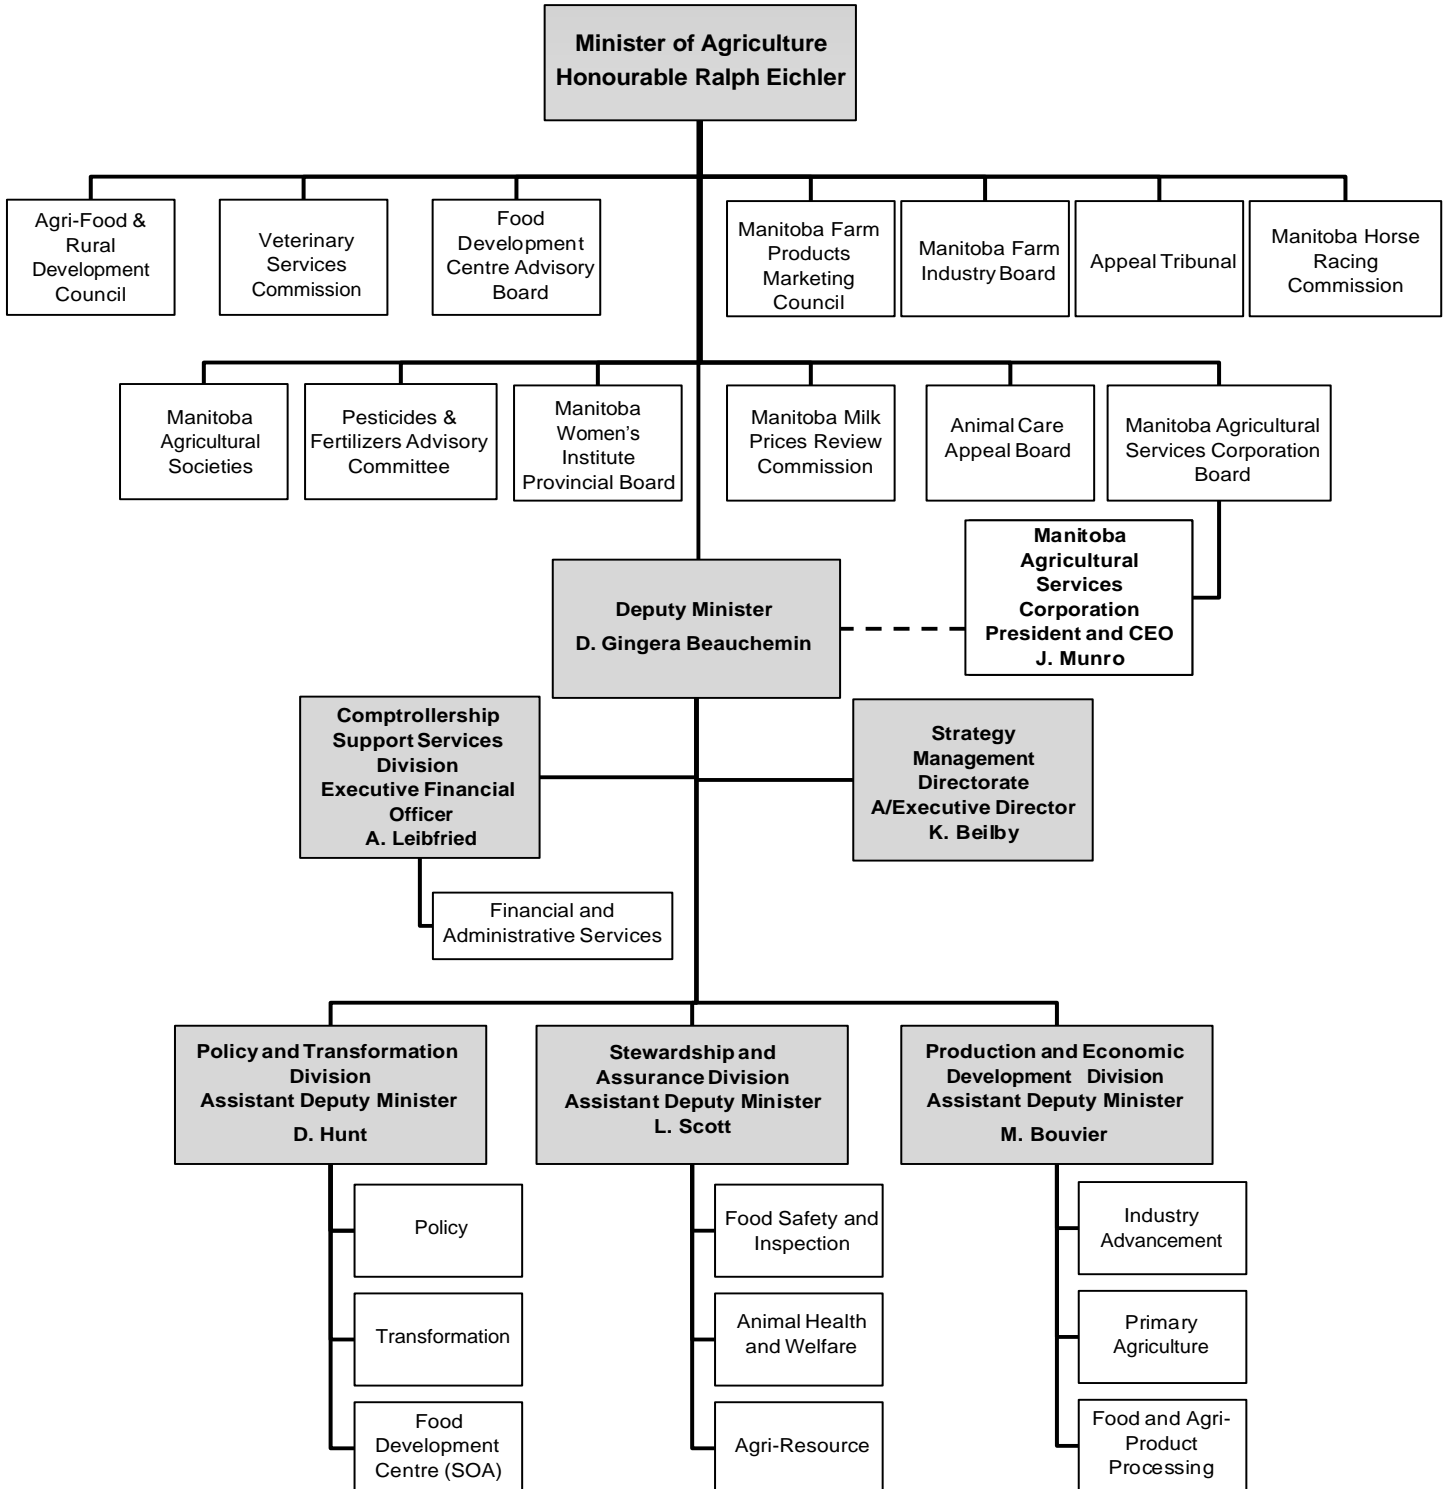 Minister of Agriculture
Honourable Ralph Eichler
Agri-Food &
Rural
Development
Council
Veterinary
Services
Commission
Food
Development
Centre Advisory
Board
Manitoba Farm
Products
Marketing
Council
Manitoba Farm
Industry Board
Appeal Tribunal
Manitoba Horse
Racing
Commission
Manitoba
Agricultural
Societies
Pesticides &
Fertilizers Advisory
Committee
Manitoba
Women's
Institute
Provincial Board
Manitoba Milk
Prices Review
Commission
Animal Care
Appeal Board
Manitoba Agricultural
Services Corporation
Board
Manitoba
Agricultural
Services
Corporation
President and CEO
J. Munro
Deputy Minister
D. Gingera Beauchemin
Comptrollership
Support Services
Division
Executive Financial
Officer
A. Leibfried
Strategy
Management
Directorate
A/Executive Director
K. Beilby
Financial and
Administrative Services
Policy and Transformation
Division
Assistant Deputy Minister
D. Hunt
Stewardship and
Assurance Division
Assistant Deputy Minister
L. Scott
Production and Economic
Development Division
Assistant Deputy Minister
M. Bouvier
Policy
Transformation
Food
Development
Centre (SOA)
Food Safety and
Inspection
Animal Health
and Welfare
Agri-Resource
Industry
Advancement
Primary
Agriculture
Food and Agri-
Product
Processing